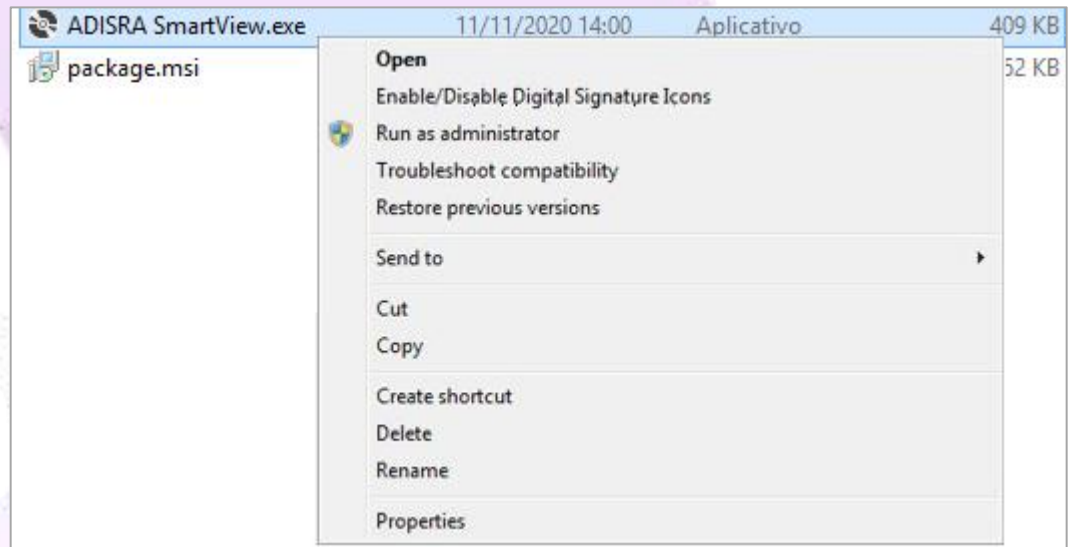 ADISRA SmartView.exe 11/11/2020 14:00 Aplicativo 409 KB
package.msi 52 KB
Open
Enable/Disable Digital Signature Icons
Run as administrator
Troubleshoot compatibility
Restore previous versions
Send to
Cut
Copy
Create shortcut
Delete
Rename
Properties